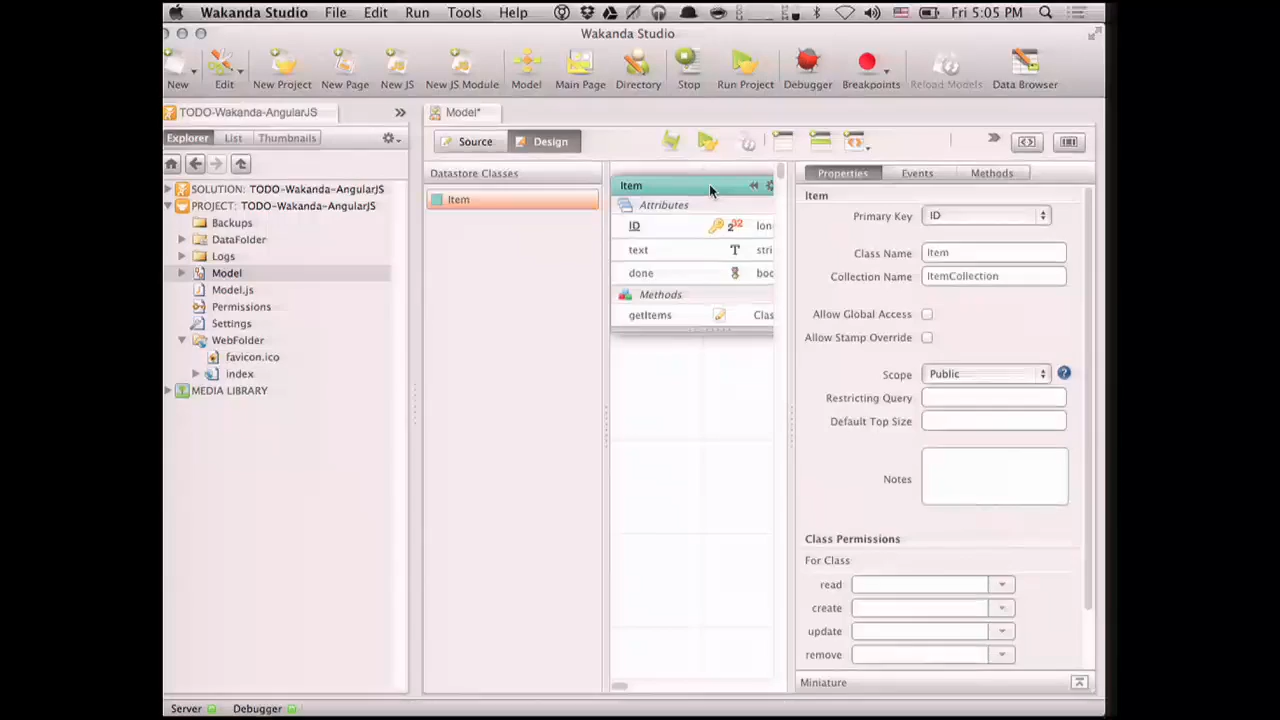 Wakanda Studio File Edit Run Tools Help Fri 5:05 PM
Wakanda Studio
New Edit New Project New Page New JS New JS Module Model Main Page Directory Stop Run Project Debugger Breakpoints Reload Models Data Browser
TODO-Wakanda-AngularJS
Model*
Explorer List Thumbnails
Source Design
Datastore Classes
Item
SOLUTION: TODO-Wakanda-AngularJS
PROJECT: TODO-Wakanda-AngularJS
Backups
DataFolder
Logs
Model
Model.js
Permissions
Settings
WebFolder
favicon.ico
index
MEDIA LIBRARY
Item
Attributes
ID 2^32 lon
text T stri
done boo
Methods
getItems Clas
Properties Events Methods
Item
Primary Key ID
Class Name Item
Collection Name ItemCollection
Allow Global Access
Allow Stamp Override
Scope Public
Restricting Query
Default Top Size
Notes
Class Permissions
For Class
read
create
update
remove
Miniature
Server Debugger